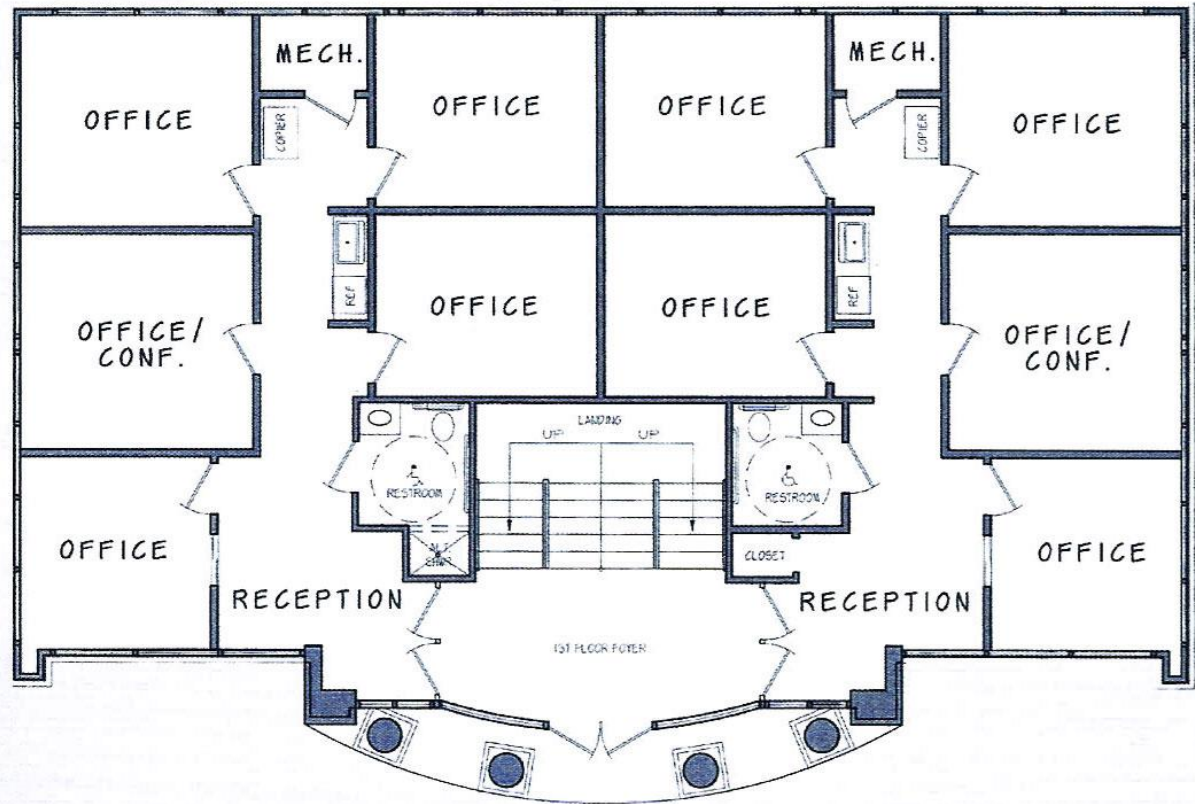 MECH.
MECH.
OFFICE
OFFICE
OFFICE
OFFICE
COPIER
COPIER
REF
REF
OFFICE
OFFICE
OFFICE/
CONF.
OFFICE/
CONF.
LANDING
UP
UP
RESTROOM
RESTROOM
OFFICE
CLOSET
OFFICE
RECEPTION
RECEPTION
1ST FLOOR FOYER